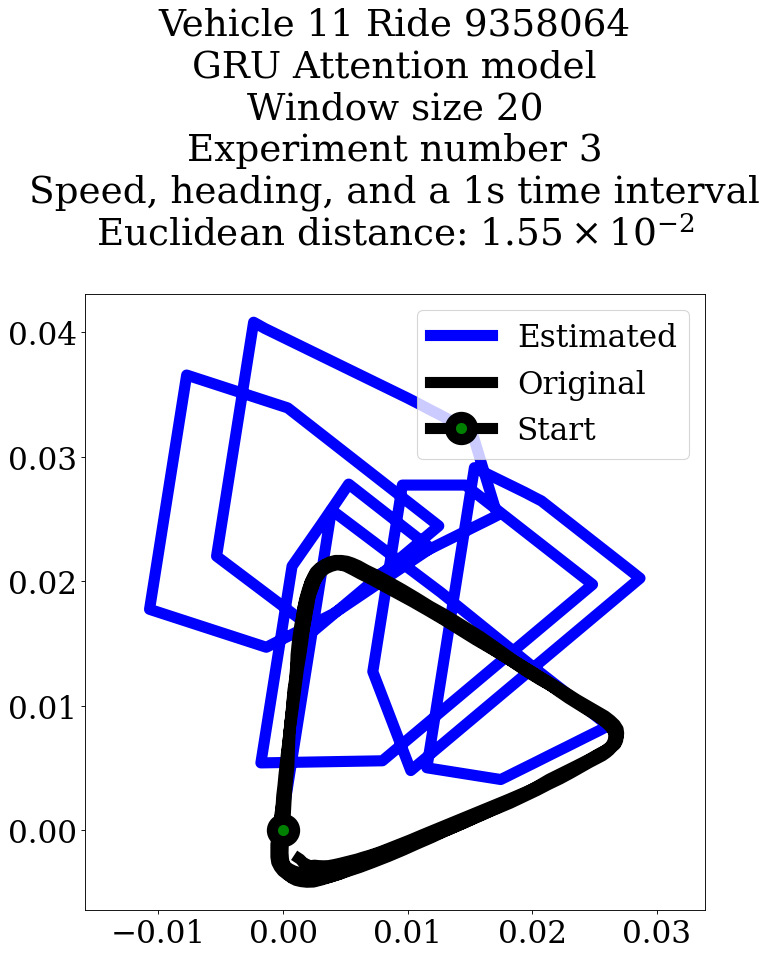 Vehicle 11 Ride 9358064
GRU Attention model
Window size 20
Experiment number 3
Speed, heading, and a 1s time interval
Euclidean distance: 1.55 × 10⁻²
Estimated
Original
Start
0.04
0.03
0.02
0.01
0.00
−0.01 0.00 0.01 0.02 0.03